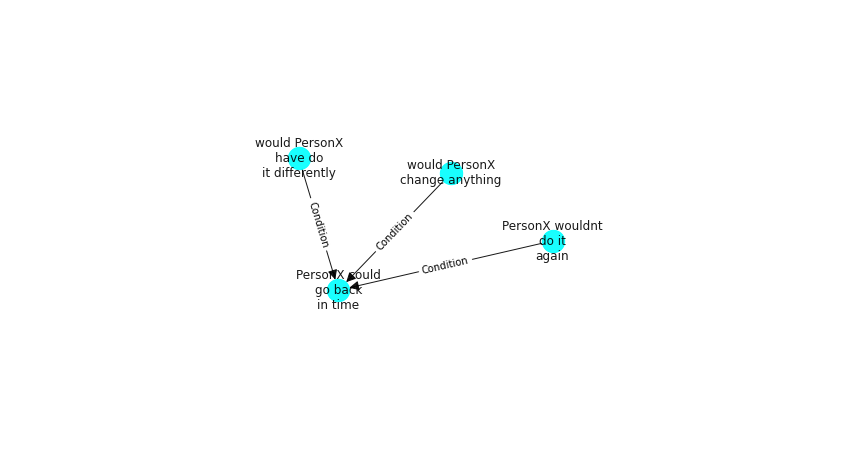 would PersonX
have do
it differently
would PersonX
change anything
PersonX wouldnt
do it
again
Condition
Condition
Condition
PersonX could
go back
in time